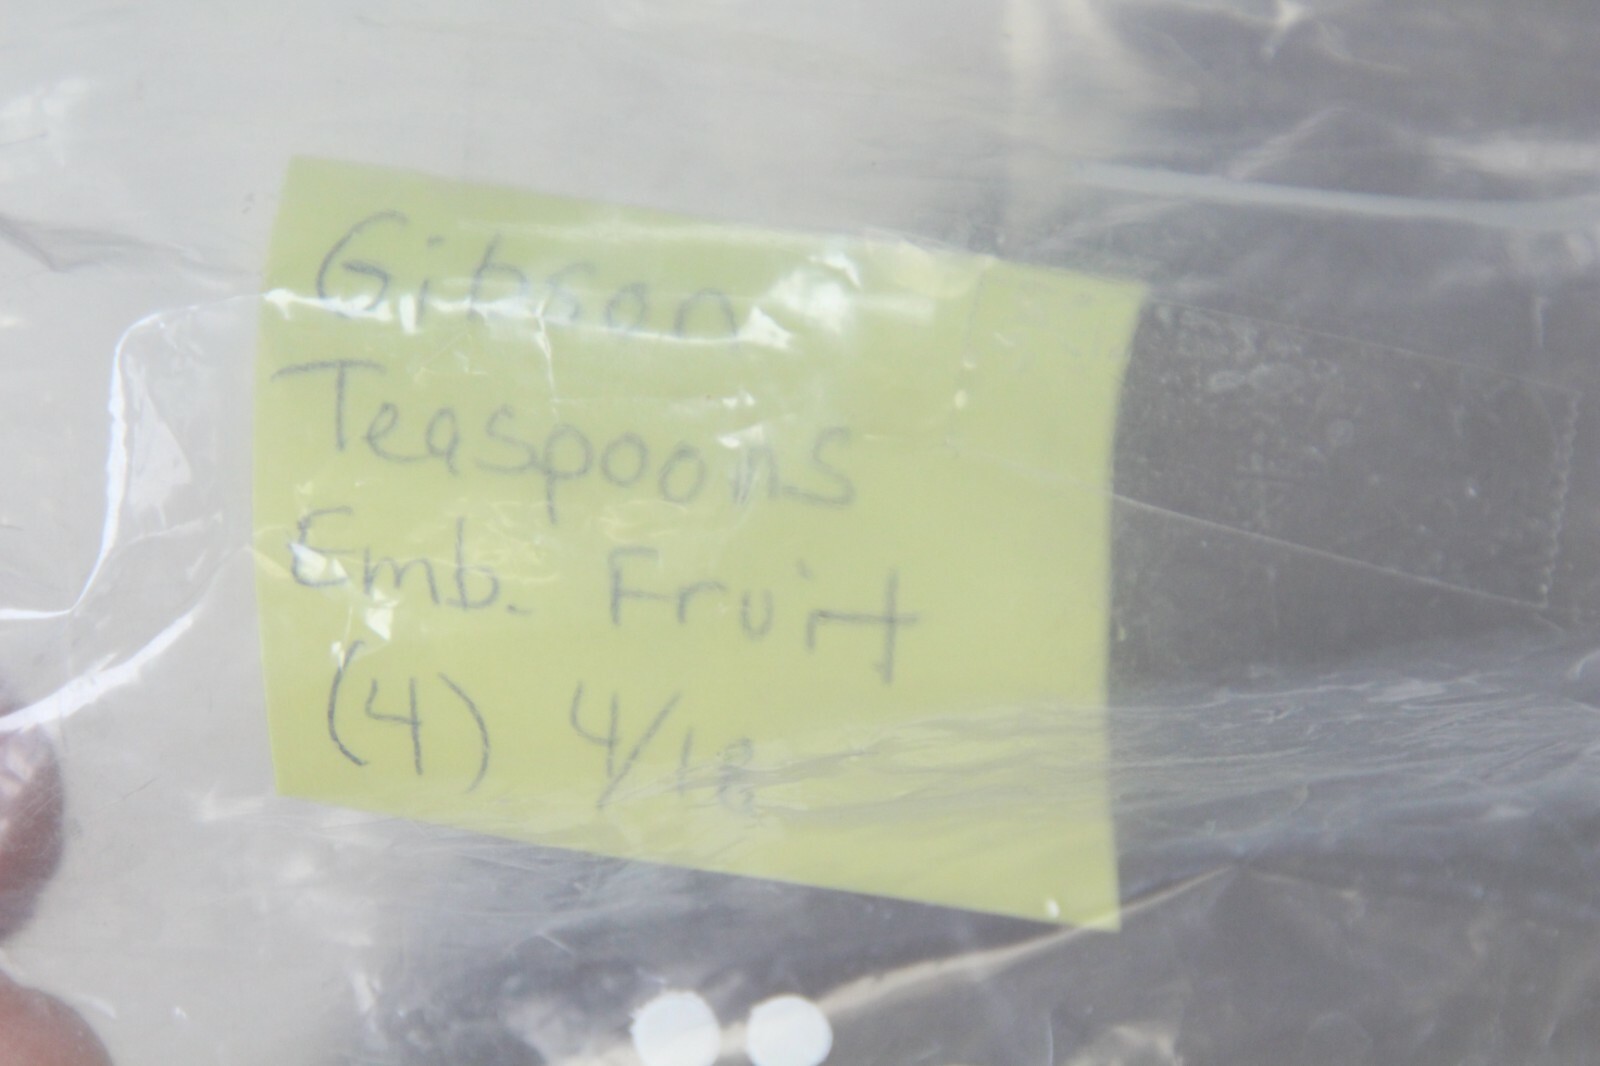 Gibson
Teaspoons
Emb. Fruit
(4) 4/18